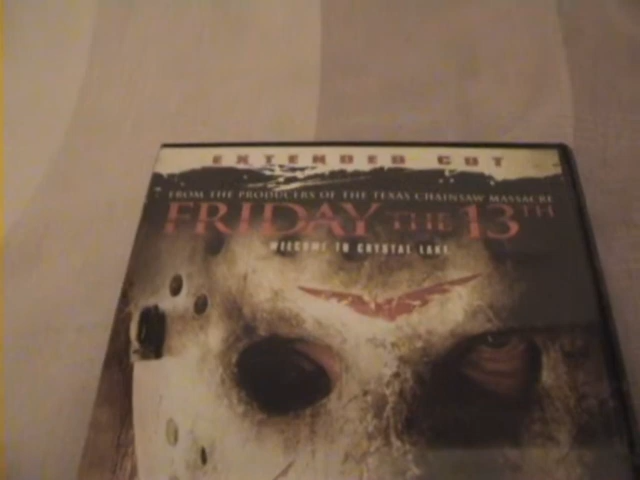 EXTENDED CUT
FROM THE PRODUCERS OF THE TEXAS CHAINSAW MASSACRE
FRIDAY THE 13TH
WELCOME TO CRYSTAL LAKE